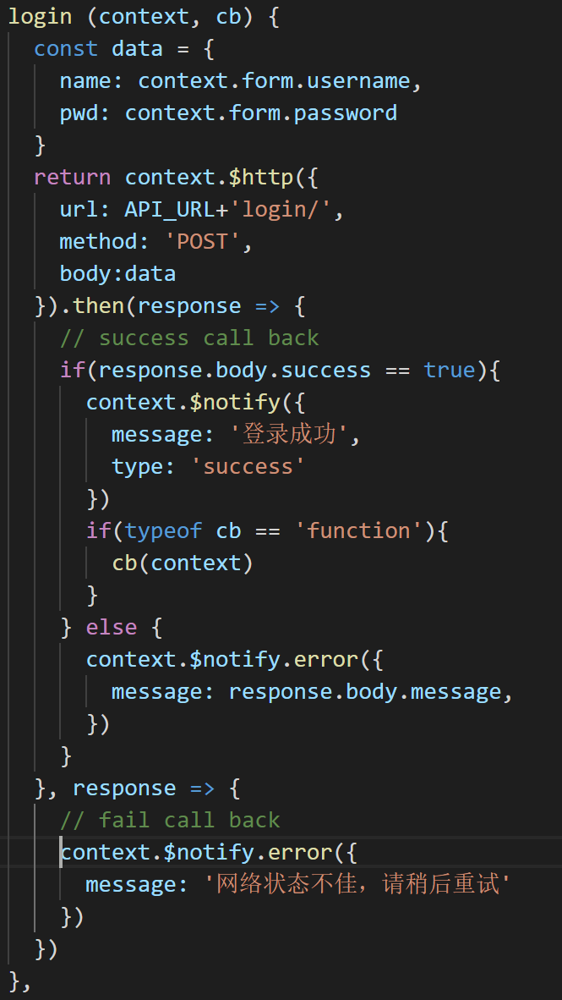 login (context, cb) {
  const data = {
    name: context.form.username,
    pwd: context.form.password
  }
  return context.$http({
    url: API_URL+'login/',
    method: 'POST',
    body:data
  }).then(response => {
    // success call back
    if(response.body.success == true){
      context.$notify({
        message: '登录成功',
        type: 'success'
      })
      if(typeof cb == 'function'){
        cb(context)
      }
    } else {
      context.$notify.error({
        message: response.body.message,
      })
    }
  }, response => {
    // fail call back
    context.$notify.error({
      message: '网络状态不佳，请稍后重试'
    })
  })
},